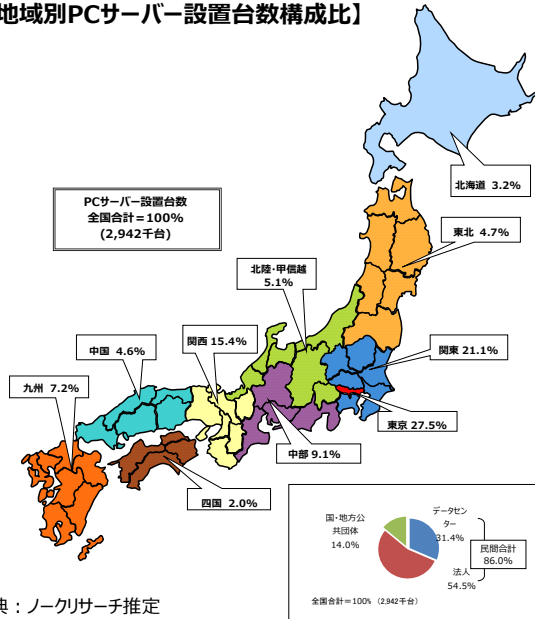 地域別PCサーバー設置台数構成比】
北海道 3.2%
PCサーバー設置台数
全国合計＝100%
(2,942千台)
東北 4.7%
北陸・甲信越
5.1%
関西 15.4%
中国 4.6%
関東 21.1%
九州 7.2%
東京 27.5%
中部 9.1%
四国 2.0%
国・地方公
共団体
14.0%
データセン
ター
31.4%
民間合計
86.0%
法人
54.5%
全国合計＝100% （2,942千台）
典：ノークリサーチ推定